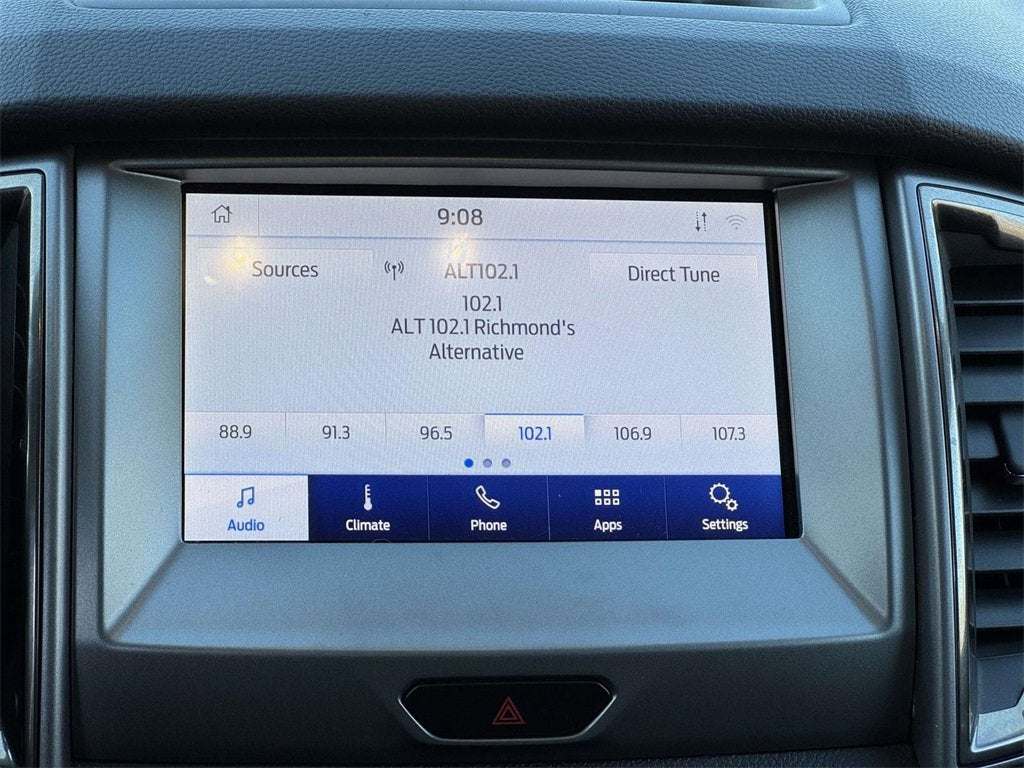 9:08
Sources
ALT102.1
Direct Tune
102.1
ALT 102.1 Richmond's
Alternative
88.9 91.3 96.5 102.1 106.9 107.3
Audio Climate Phone Apps Settings